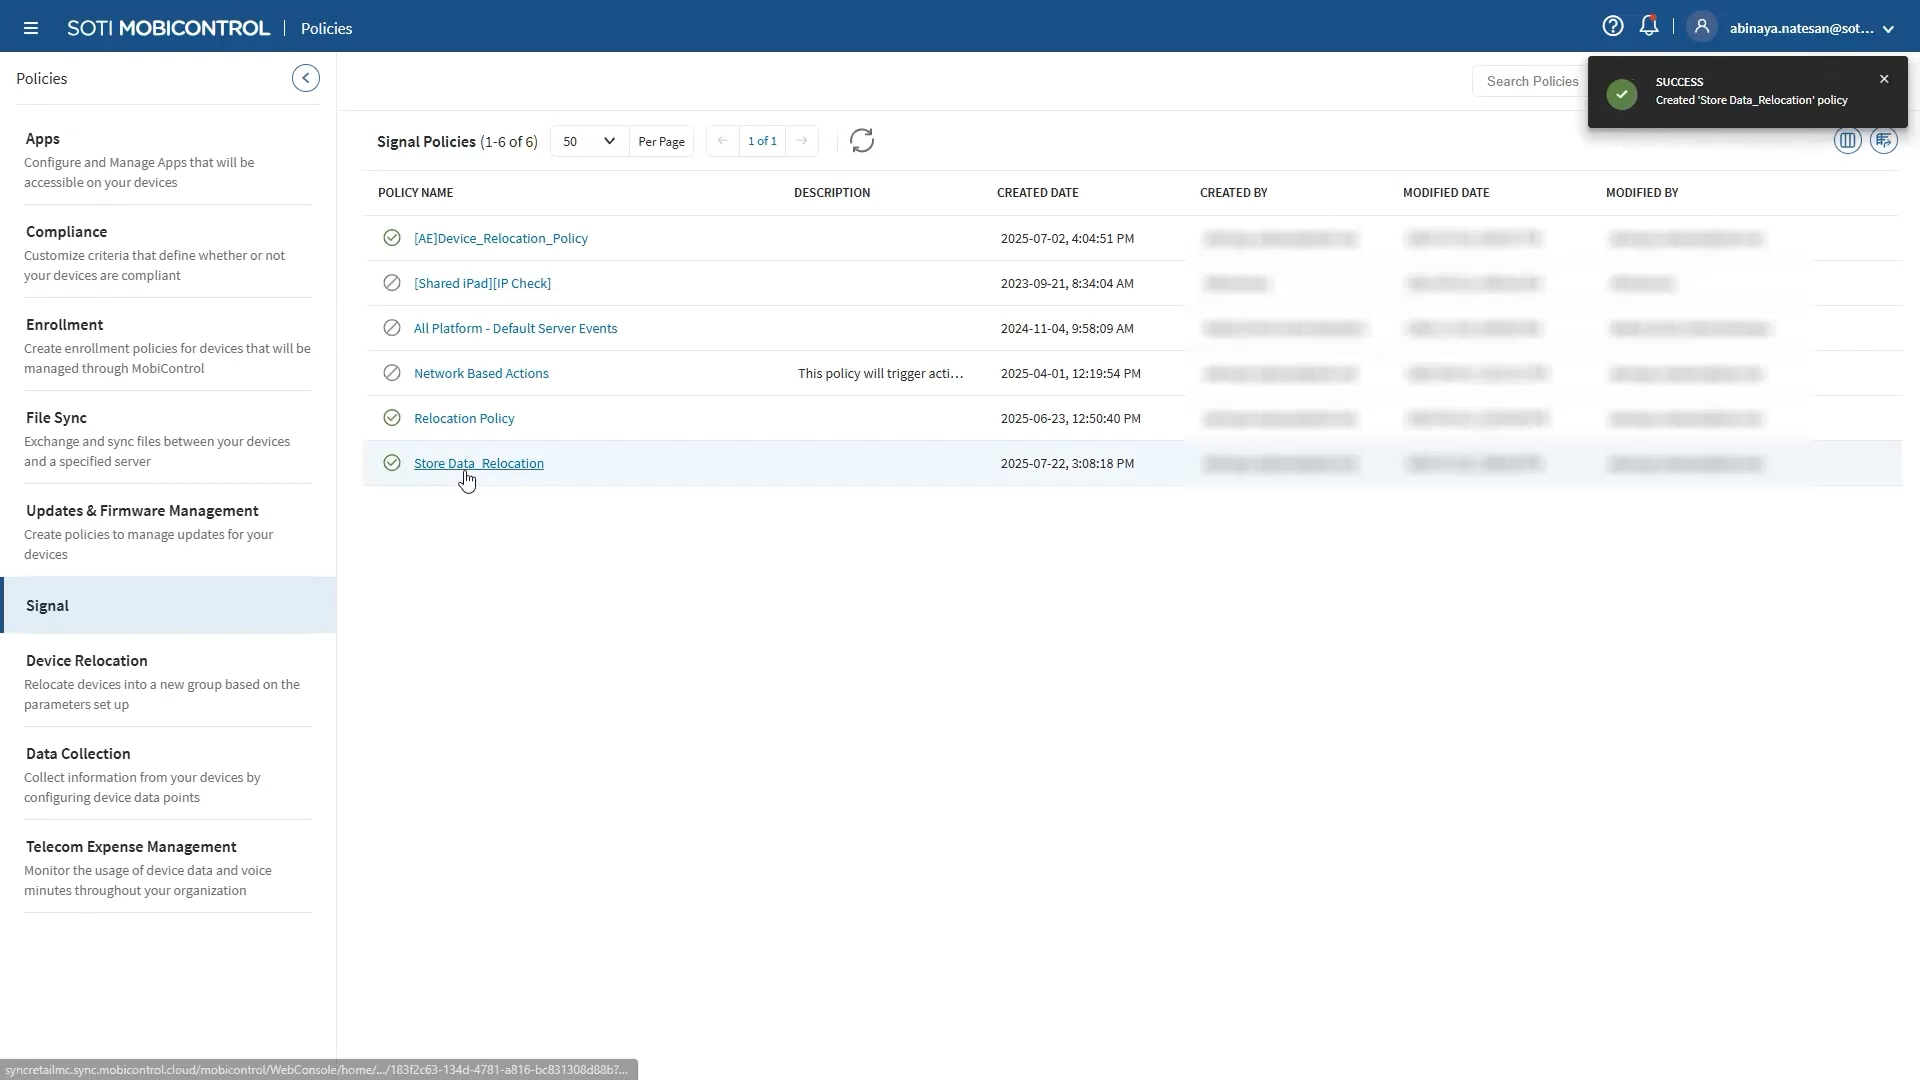 SOTI MOBICONTROL | Policies
abinaya.natesan@sot...
Policies
Search Policies
SUCCESS
Created 'Store Data_Relocation' policy
Apps
Configure and Manage Apps that will be
accessible on your devices
Compliance
Customize criteria that define whether or not
your devices are compliant
Enrollment
Create enrollment policies for devices that will be
managed through MobiControl
File Sync
Exchange and sync files between your devices
and a specified server
Updates & Firmware Management
Create policies to manage updates for your
devices
Signal
Device Relocation
Relocate devices into a new group based on the
parameters set up
Data Collection
Collect information from your devices by
configuring device data points
Telecom Expense Management
Monitor the usage of device data and voice
minutes throughout your organization
Signal Policies (1-6 of 6) 50 Per Page 1 of 1
POLICY NAME DESCRIPTION CREATED DATE CREATED BY MODIFIED DATE MODIFIED BY
[AE]Device_Relocation_Policy 2025-07-02, 4:04:51 PM
[Shared iPad][IP Check] 2023-09-21, 8:34:04 AM
All Platform - Default Server Events 2024-11-04, 9:58:09 AM
Network Based Actions This policy will trigger acti... 2025-04-01, 12:19:54 PM
Relocation Policy 2025-06-23, 12:50:40 PM
Store Data_Relocation 2025-07-22, 3:08:18 PM
syncretailmc.sync.mobicontrol.cloud/mobicontrol/WebConsole/home/.../183f2c63-134d-4781-a816-bc831308d88b?...